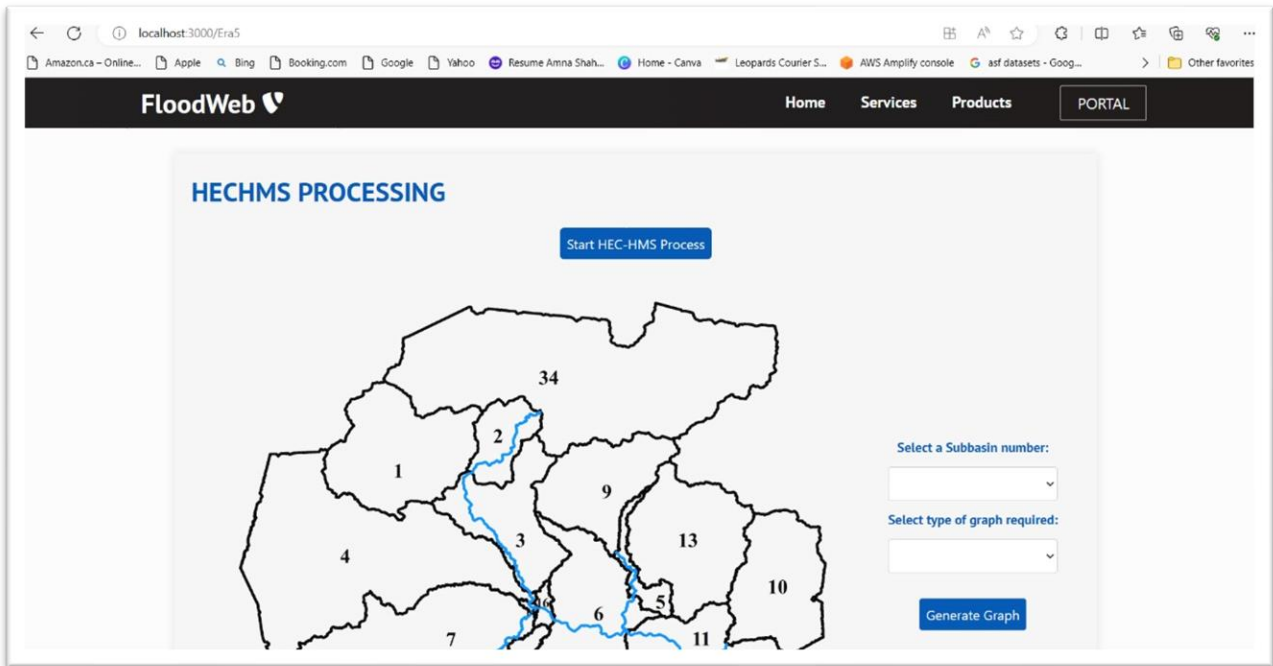 localhost:3000/Era5
Amazon.ca – Online... Apple Bing Booking.com Google Yahoo Resume Amna Shah... Home - Canva Leopards Courier S... AWS Amplify console asf datasets - Goog... Other favorites
FloodWeb Home Services Products PORTAL
HECHMS PROCESSING
Start HEC-HMS Process
34
2
1
9
Select a Subbasin number:
3
13
Select type of graph required:
4
10
16
5
6
Generate Graph
7
11